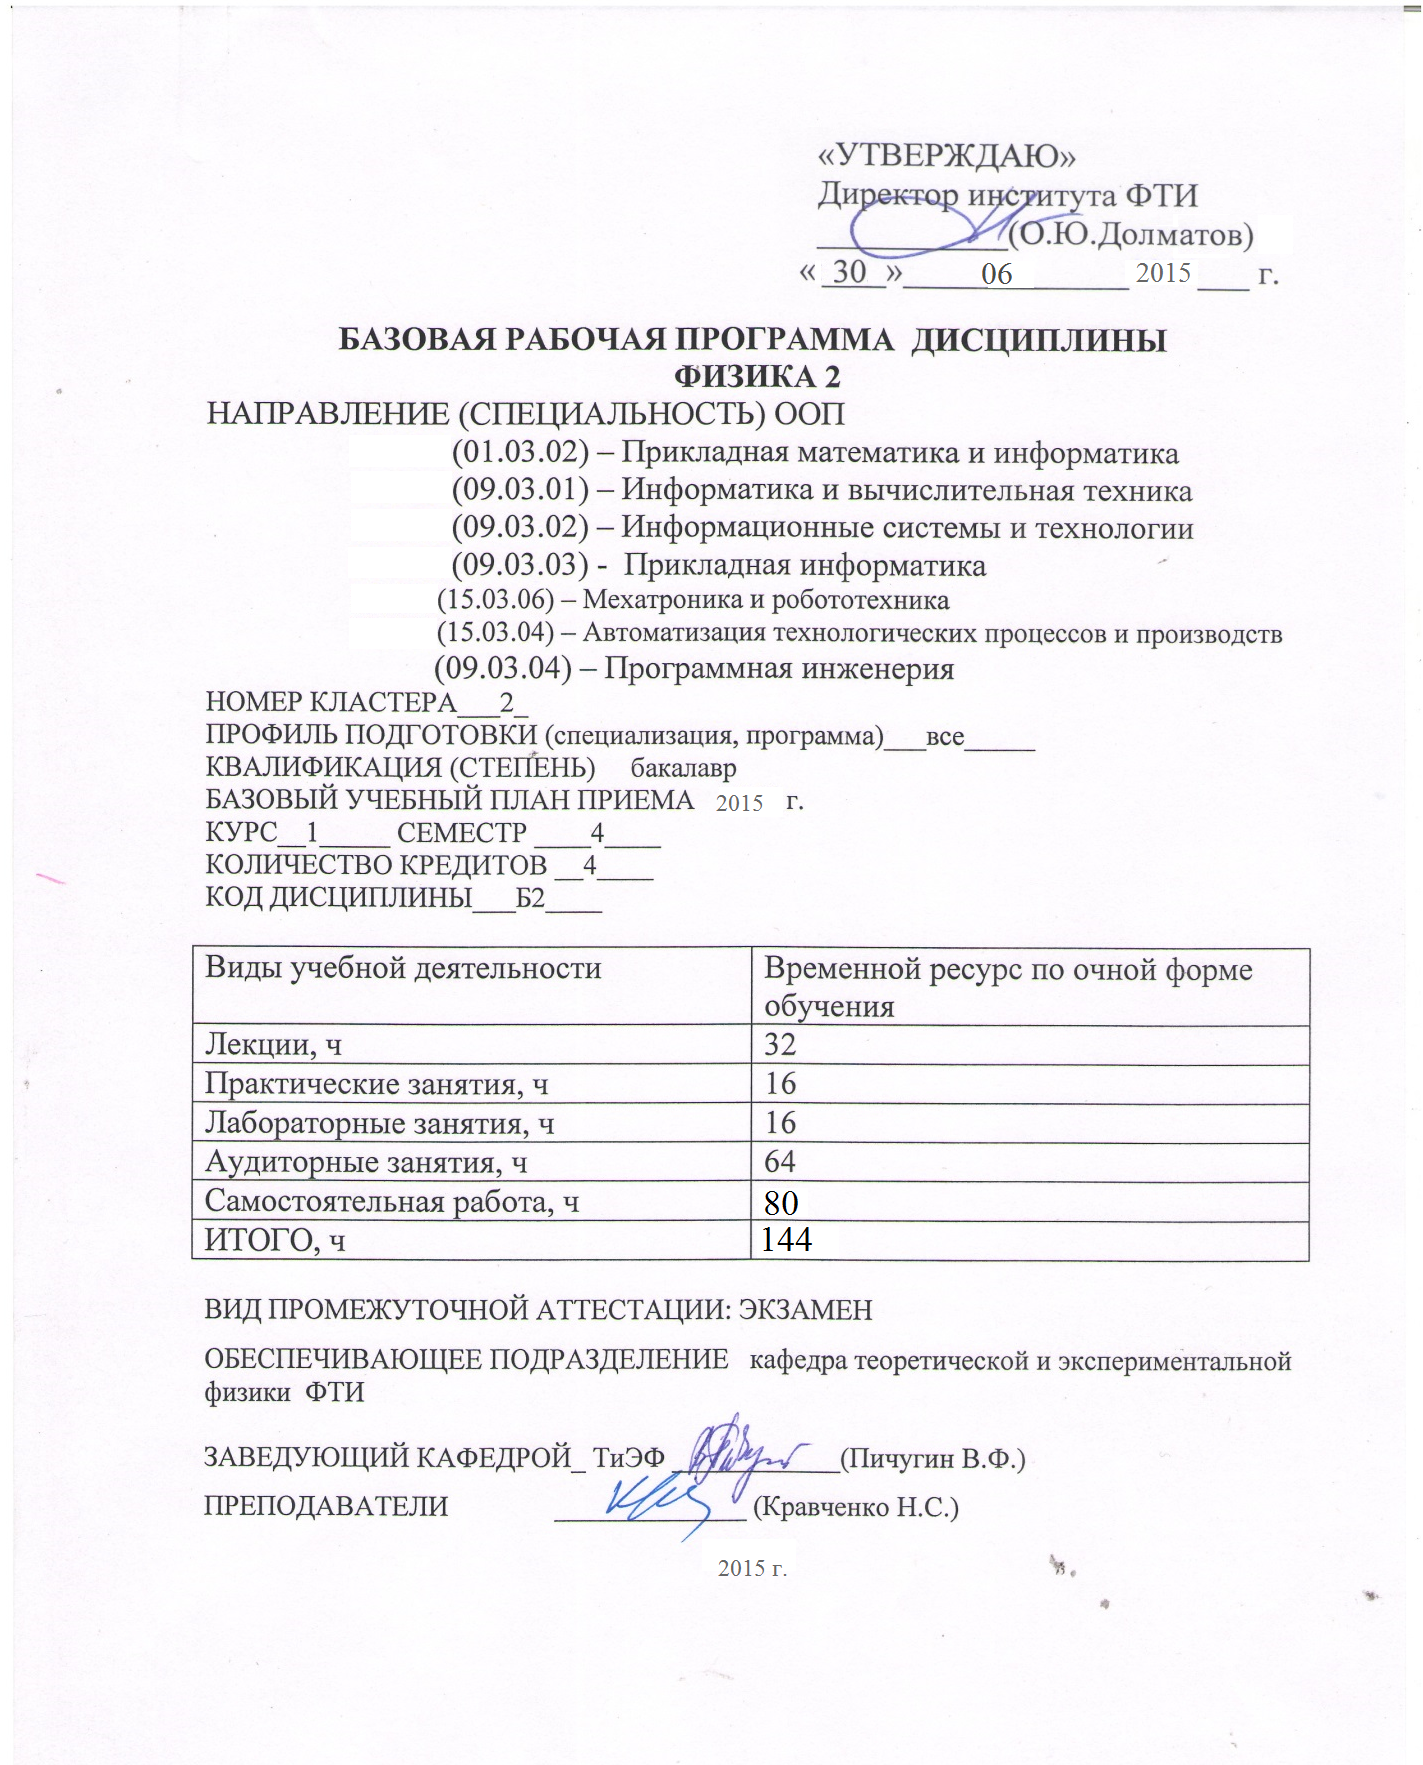 «УТВЕРЖДАЮ»
Директор института ФТИ
____________(О.Ю.Долматов)
«_30_»_____06_______ 2015 ___ г.
БАЗОВАЯ РАБОЧАЯ ПРОГРАММА ДИСЦИПЛИНЫ
ФИЗИКА 2
НАПРАВЛЕНИЕ (СПЕЦИАЛЬНОСТЬ) ООП
(01.03.02) – Прикладная математика и информатика
(09.03.01) – Информатика и вычислительная техника
(09.03.02) – Информационные системы и технологии
(09.03.03) - Прикладная информатика
(15.03.06) – Мехатроника и робототехника
(15.03.04) – Автоматизация технологических процессов и производств
(09.03.04) – Программная инженерия
НОМЕР КЛАСТЕРА___2_
ПРОФИЛЬ ПОДГОТОВКИ (специализация, программа)___все_____
КВАЛИФИКАЦИЯ (СТЕПЕНЬ) бакалавр
БАЗОВЫЙ УЧЕБНЫЙ ПЛАН ПРИЕМА 2015 г.
КУРС__1_____ СЕМЕСТР ____4____
КОЛИЧЕСТВО КРЕДИТОВ __4____
КОД ДИСЦИПЛИНЫ___Б2____
Виды учебной деятельности Временной ресурс по очной форме
обучения
Лекции, ч 32
Практические занятия, ч 16
Лабораторные занятия, ч 16
Аудиторные занятия, ч 64
Самостоятельная работа, ч 80
ИТОГО, ч 144
ВИД ПРОМЕЖУТОЧНОЙ АТТЕСТАЦИИ: ЭКЗАМЕН
ОБЕСПЕЧИВАЮЩЕЕ ПОДРАЗДЕЛЕНИЕ кафедра теоретической и экспериментальной
физики ФТИ
ЗАВЕДУЮЩИЙ КАФЕДРОЙ_ ТиЭФ ____________(Пичугин В.Ф.)
ПРЕПОДАВАТЕЛИ ______________ (Кравченко Н.С.)
2015 г.